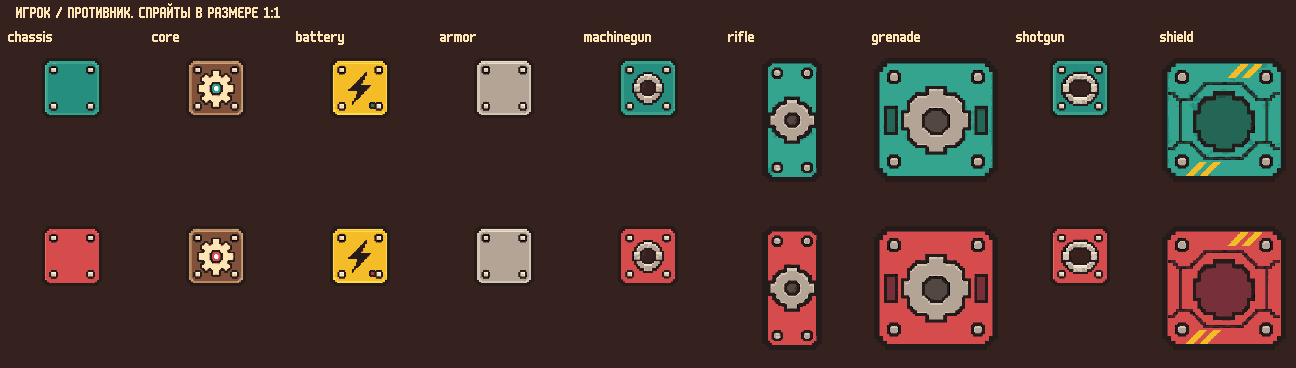 ИГРОК / ПРОТИВНИК. СПРАЙТЫ В РАЗМЕРЕ 1:1
chassis core battery armor machinegun rifle grenade shotgun shield